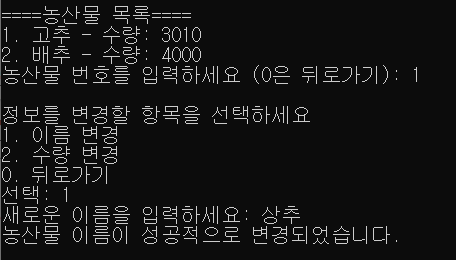 ====농산물 목록====
1. 고추 - 수량: 3010
2. 배추 - 수량: 4000
농산물 번호를 입력하세요 (0은 뒤로가기): 1

정보를 변경할 항목을 선택하세요
1. 이름 변경
2. 수량 변경
0. 뒤로가기
선택: 1
새로운 이름을 입력하세요: 상추
농산물 이름이 성공적으로 변경되었습니다.